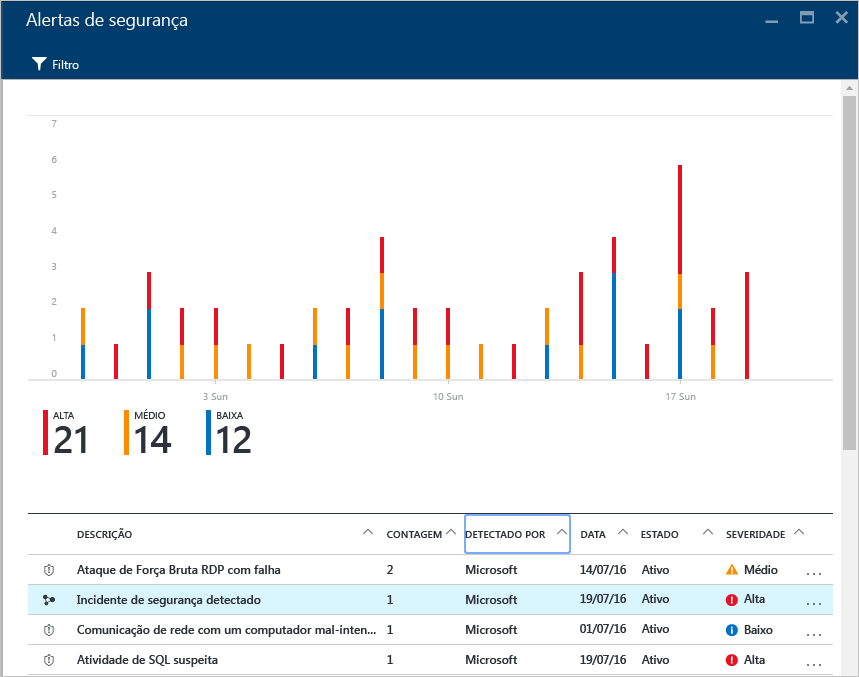 Alertas de segurança
Filtro
7
6
5
4
3
2
1
0
3 Sun 10 Sun 17 Sun
ALTA MÉDIO BAIXA
21 14 12
DESCRIÇÃO CONTAGEM DETECTADO POR DATA ESTADO SEVERIDADE
Ataque de Força Bruta RDP com falha 2 Microsoft 14/07/16 Ativo Médio ...
Incidente de segurança detectado 1 Microsoft 19/07/16 Ativo Alta ...
Comunicação de rede com um computador mal-inten... 1 Microsoft 01/07/16 Ativo Baixo ...
Atividade de SQL suspeita 1 Microsoft 19/07/16 Ativo Alta ...